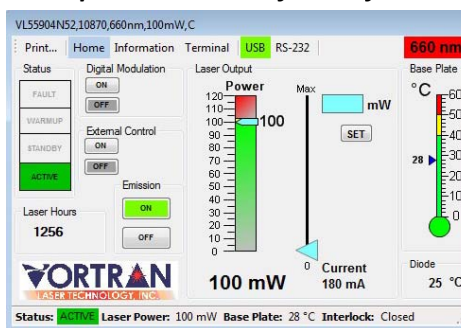 VL55904N52,10870,660nm,100mW,C
Print... Home Information Terminal USB RS-232 660 nm
Status Digital Modulation Laser Output Base Plate
FAULT
WARMUP
STANDBY
ACTIVE
ON
OFF
External Control
ON
OFF
Emission
ON
OFF
Laser Hours
1256
VORTRAN
LASER TECHNOLOGY, INC.
Power
120
110
100
90
80
70
60
50
40
30
20
10
0
100
100 mW
Max
0
mW
SET
Current
180 mA
°C
60
50
40
30
20
10
0
28
Diode
25 °C
Status: ACTIVE Laser Power: 100 mW Base Plate: 28 °C Interlock: Closed